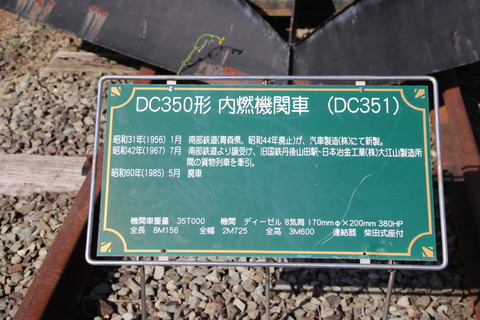 DC350形 内燃機関車 (DC351)
昭和31年(1956) 1月 南部鉄道(青森県、昭和44年廃止)が、汽車製造(株)にて新製。
昭和42年(1967) 7月 南部鉄道より譲受け、旧国鉄丹後山田駅-日本冶金工業(株)大江山製造所
間の貨物列車を牽引。
昭和60年(1985) 5月 廃車
機関車重量 35T000 機関 ディーゼル 8気筒 170mmφ×200mm 380HP
全長 8M156 全幅 2M725 全高 3M600 連結器 柴田式座付